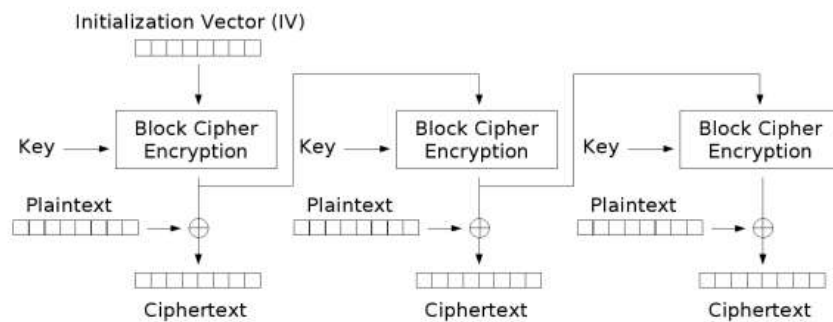 Initialization Vector (IV)
Key
Block Cipher
Encryption
Key
Block Cipher
Encryption
Key
Block Cipher
Encryption
Plaintext
Plaintext
Plaintext
Ciphertext
Ciphertext
Ciphertext